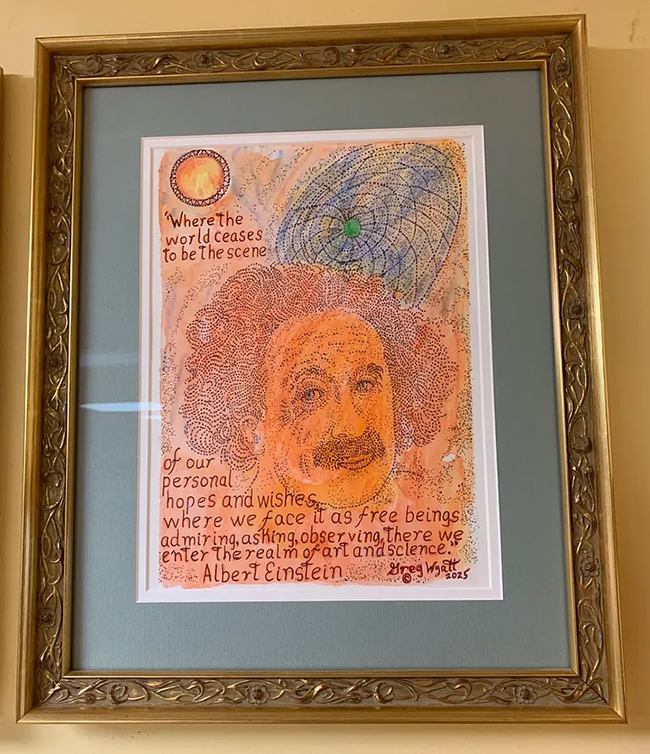 "Where the
world ceases
to be the scene
of our
personal
hopes and wishes,
where we face it as free beings
admiring, asking, observing, there we
enter the realm of art and science."
Albert Einstein
Greg Wyatt
© 2025